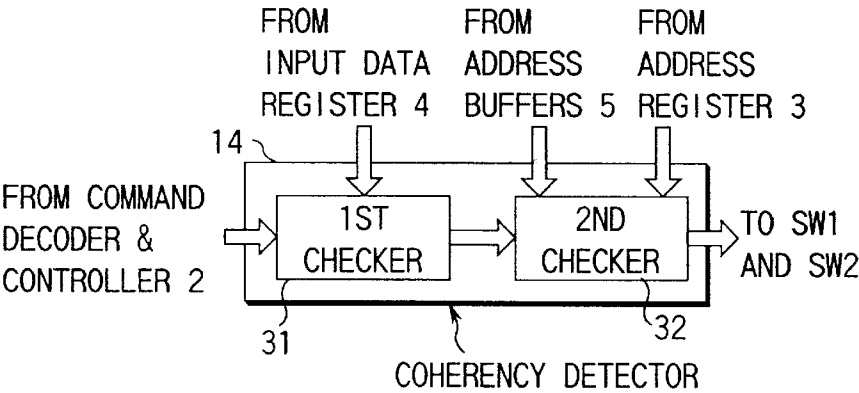 FROM
INPUT DATA
REGISTER 4
FROM
ADDRESS
BUFFERS 5
FROM
ADDRESS
REGISTER 3
14
FROM COMMAND
DECODER &
CONTROLLER 2
1ST
CHECKER
2ND
CHECKER
TO SW1
AND SW2
31
32
COHERENCY DETECTOR